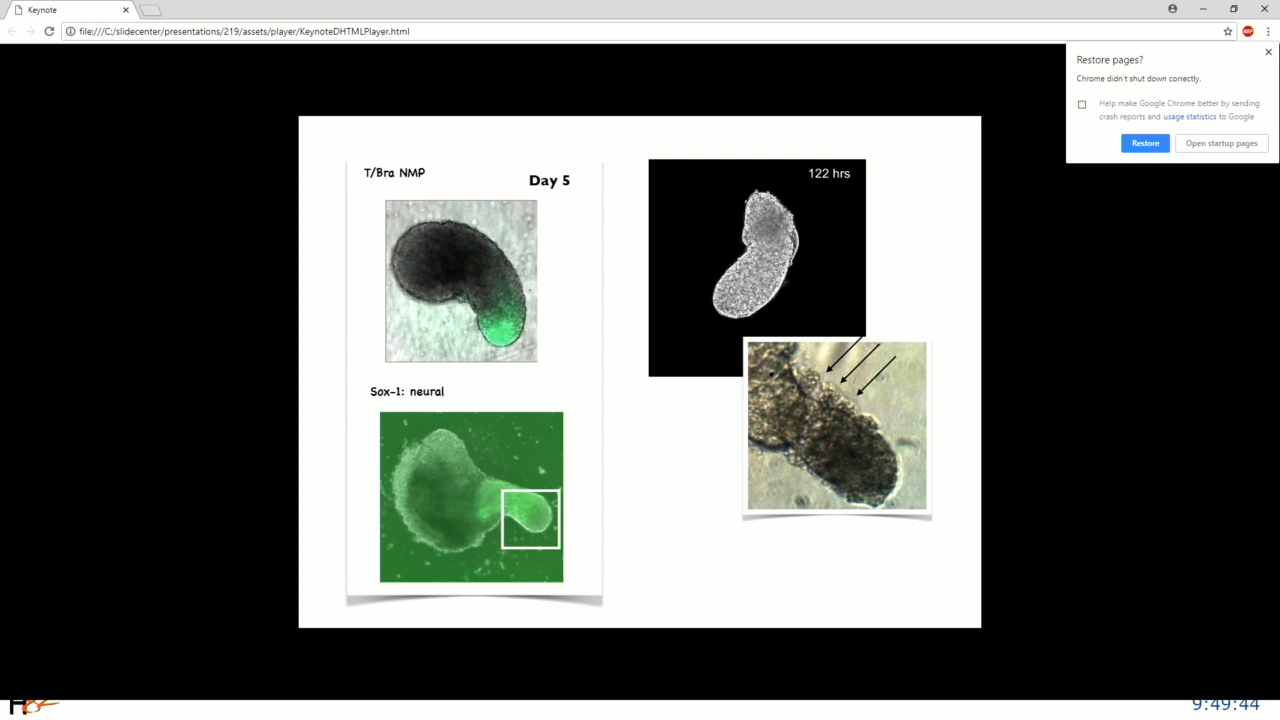 Keynote
file:///C:/slidecenter/presentations/219/assets/player/KeynoteDHTMLPlayer.html
ABP
Restore pages?
Chrome didn't shut down correctly.
Help make Google Chrome better by sending
crash reports and usage statistics to Google
Restore
Open startup pages
T/Bra NMP
Day 5
Sox-1: neural
122 hrs
9:49:44